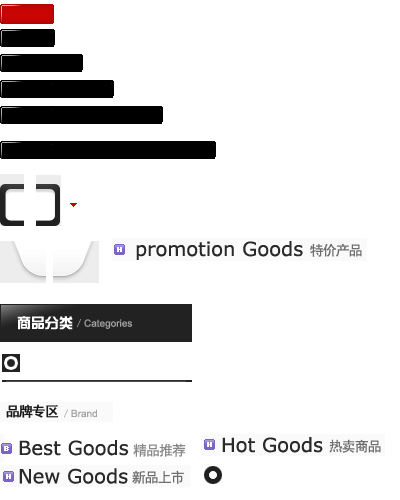 H promotion Goods 特价产品
商品分类 / Categories
品牌专区 / Brand
B Best Goods 精品推荐
H Hot Goods 热卖商品
H New Goods 新品上市